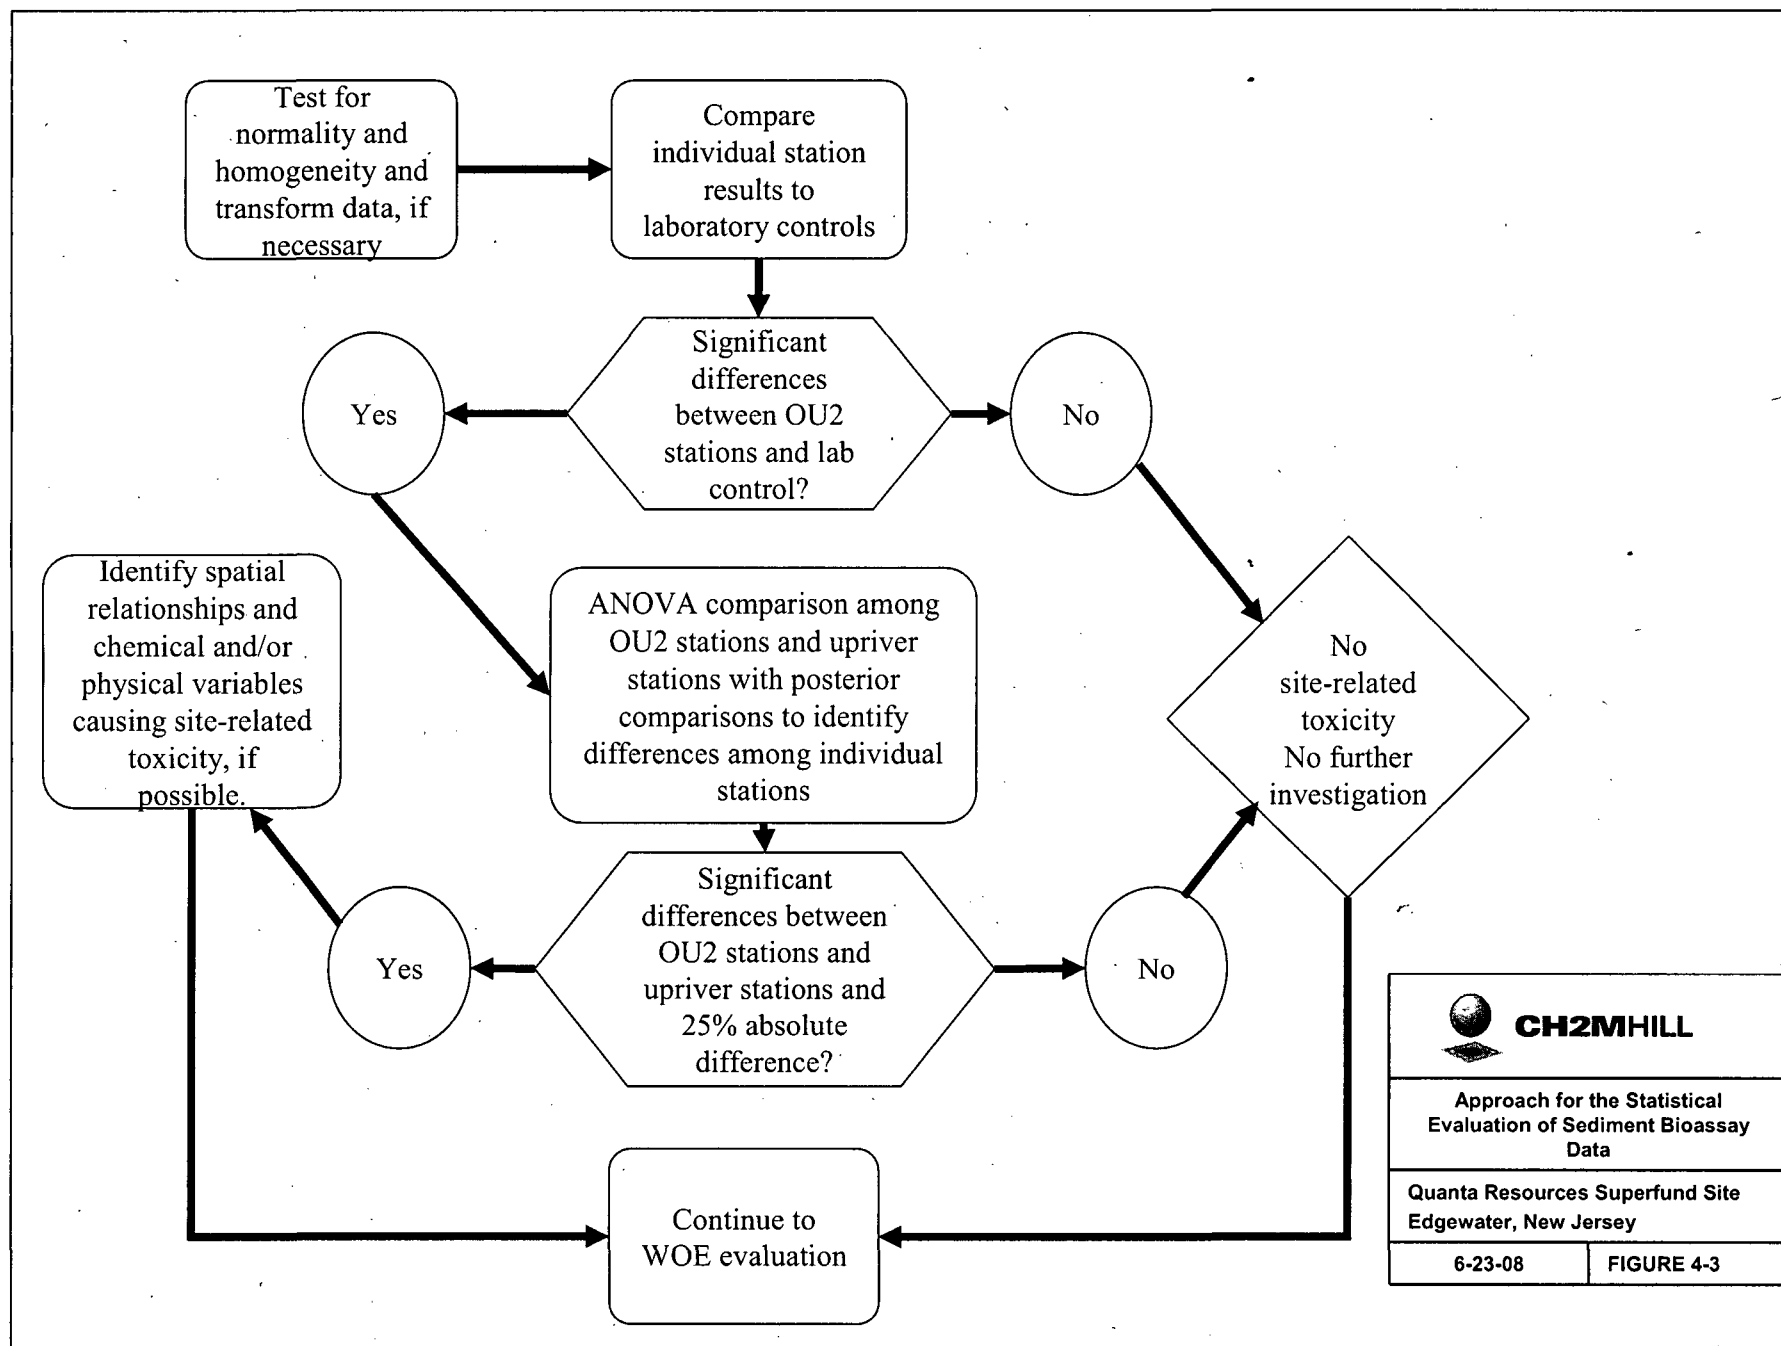 Test for
normality and
homogeneity and
transform data, if
necessary
Compare
individual station
results to
laboratory controls
Significant
differences
between OU2
stations and lab
control?
Yes
No
Identify spatial
relationships and
chemical and/or
physical variables
causing site-related
toxicity, if
possible.
ANOVA comparison among
OU2 stations and upriver
stations with posterior
comparisons to identify
differences among individual
stations
No
site-related
toxicity
No further
investigation
Significant
differences between
OU2 stations and
upriver stations and
25% absolute
difference?
Yes
No
Continue to
WOE evaluation
CH2MHILL
Approach for the Statistical
Evaluation of Sediment Bioassay
Data
Quanta Resources Superfund Site
Edgewater, New Jersey
6-23-08
FIGURE 4-3